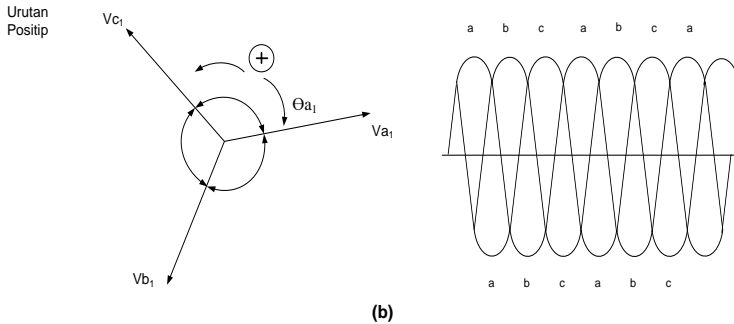 Urutan
Positip
Vc1
+
Θa1
Va1
Vb1
a b c a b c a
a b c a b c
(b)